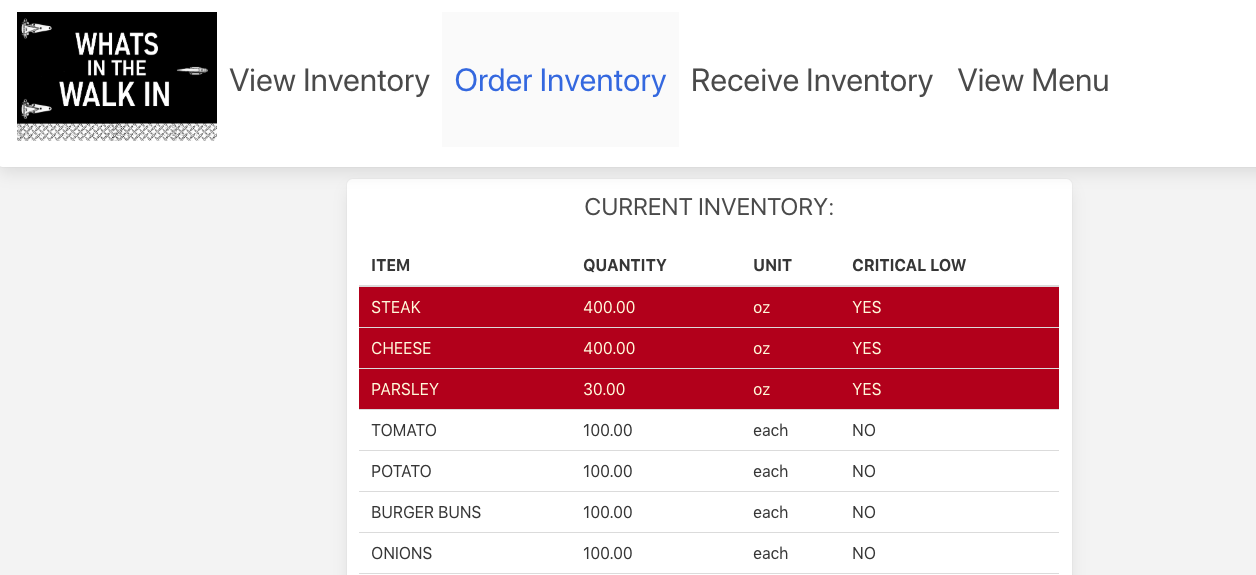 WHATS
IN THE
WALK IN
View Inventory Order Inventory Receive Inventory View Menu
CURRENT INVENTORY:
ITEM QUANTITY UNIT CRITICAL LOW
STEAK 400.00 oz YES
CHEESE 400.00 oz YES
PARSLEY 30.00 oz YES
TOMATO 100.00 each NO
POTATO 100.00 each NO
BURGER BUNS 100.00 each NO
ONIONS 100.00 each NO